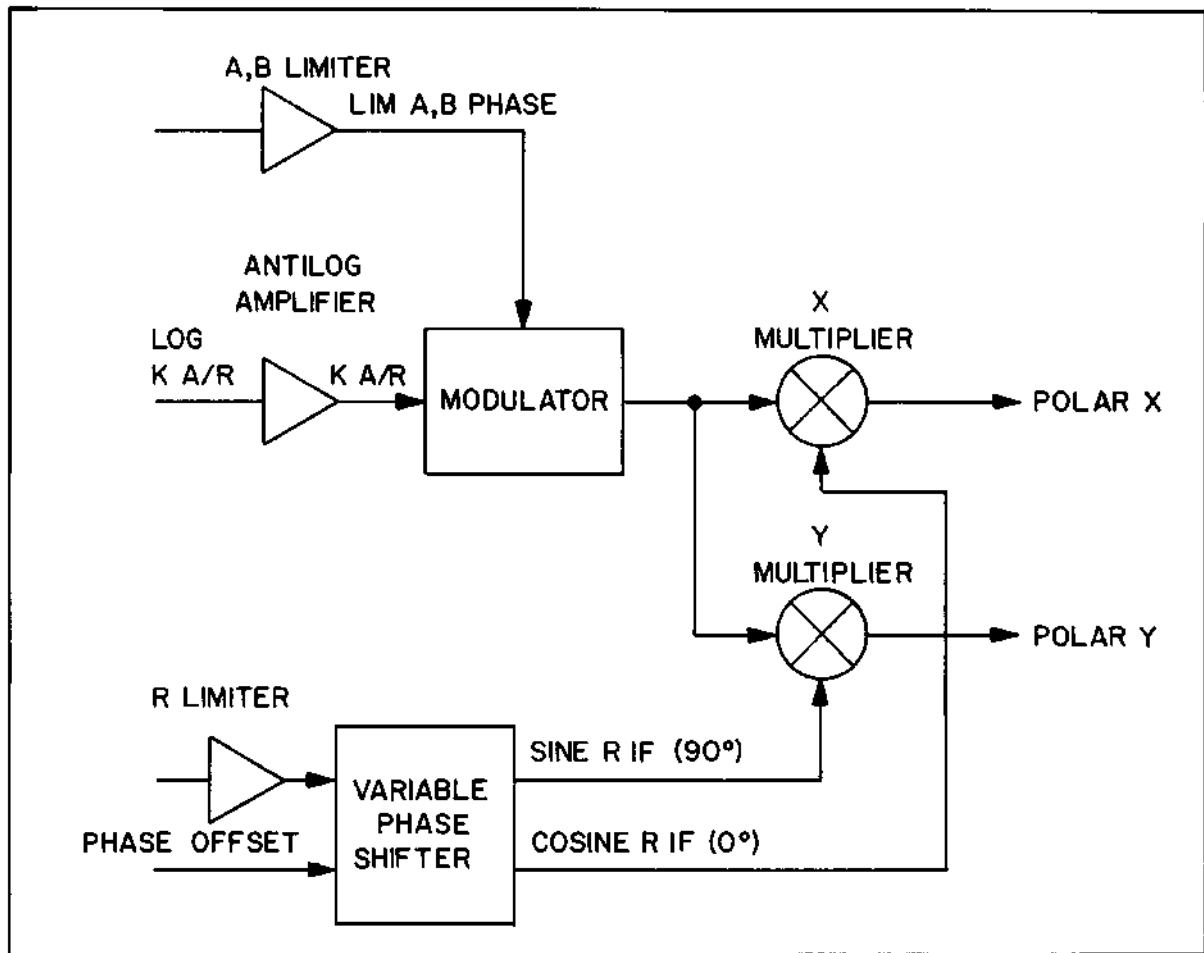 A,B LIMITER
LIM A,B PHASE
ANTILOG
AMPLIFIER
LOG
K A/R
K A/R
MODULATOR
X
MULTIPLIER
POLAR X
Y
MULTIPLIER
POLAR Y
R LIMITER
VARIABLE
PHASE
SHIFTER
SINE R IF (90°)
PHASE OFFSET
COSINE R IF (0°)